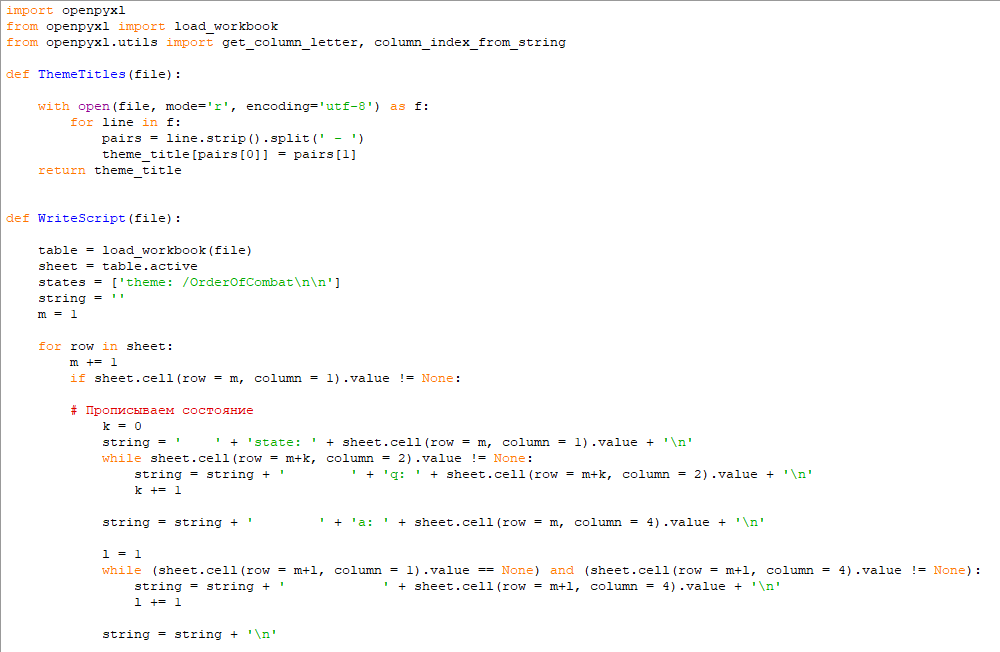 import openpyxl
from openpyxl import load_workbook
from openpyxl.utils import get_column_letter, column_index_from_string

def ThemeTitles(file):

    with open(file, mode='r', encoding='utf-8') as f:
        for line in f:
            pairs = line.strip().split(' - ')
            theme_title[pairs[0]] = pairs[1]
    return theme_title


def WriteScript(file):

    table = load_workbook(file)
    sheet = table.active
    states = ['theme: /OrderOfCombat\n\n']
    string = ''
    m = 1

    for row in sheet:
        m += 1
        if sheet.cell(row = m, column = 1).value != None:

        # Прописываем состояние
            k = 0
            string = '    ' + 'state: ' + sheet.cell(row = m, column = 1).value + '\n'
            while sheet.cell(row = m+k, column = 2).value != None:
                string = string + '        ' + 'q: ' + sheet.cell(row = m+k, column = 2).value + '\n'
                k += 1

            string = string + '        ' + 'a: ' + sheet.cell(row = m, column = 4).value + '\n'

            l = 1
            while (sheet.cell(row = m+l, column = 1).value == None) and (sheet.cell(row = m+l, column = 4).value != None):
                string = string + '            ' + sheet.cell(row = m+l, column = 4).value + '\n'
                l += 1

            string = string + '\n'